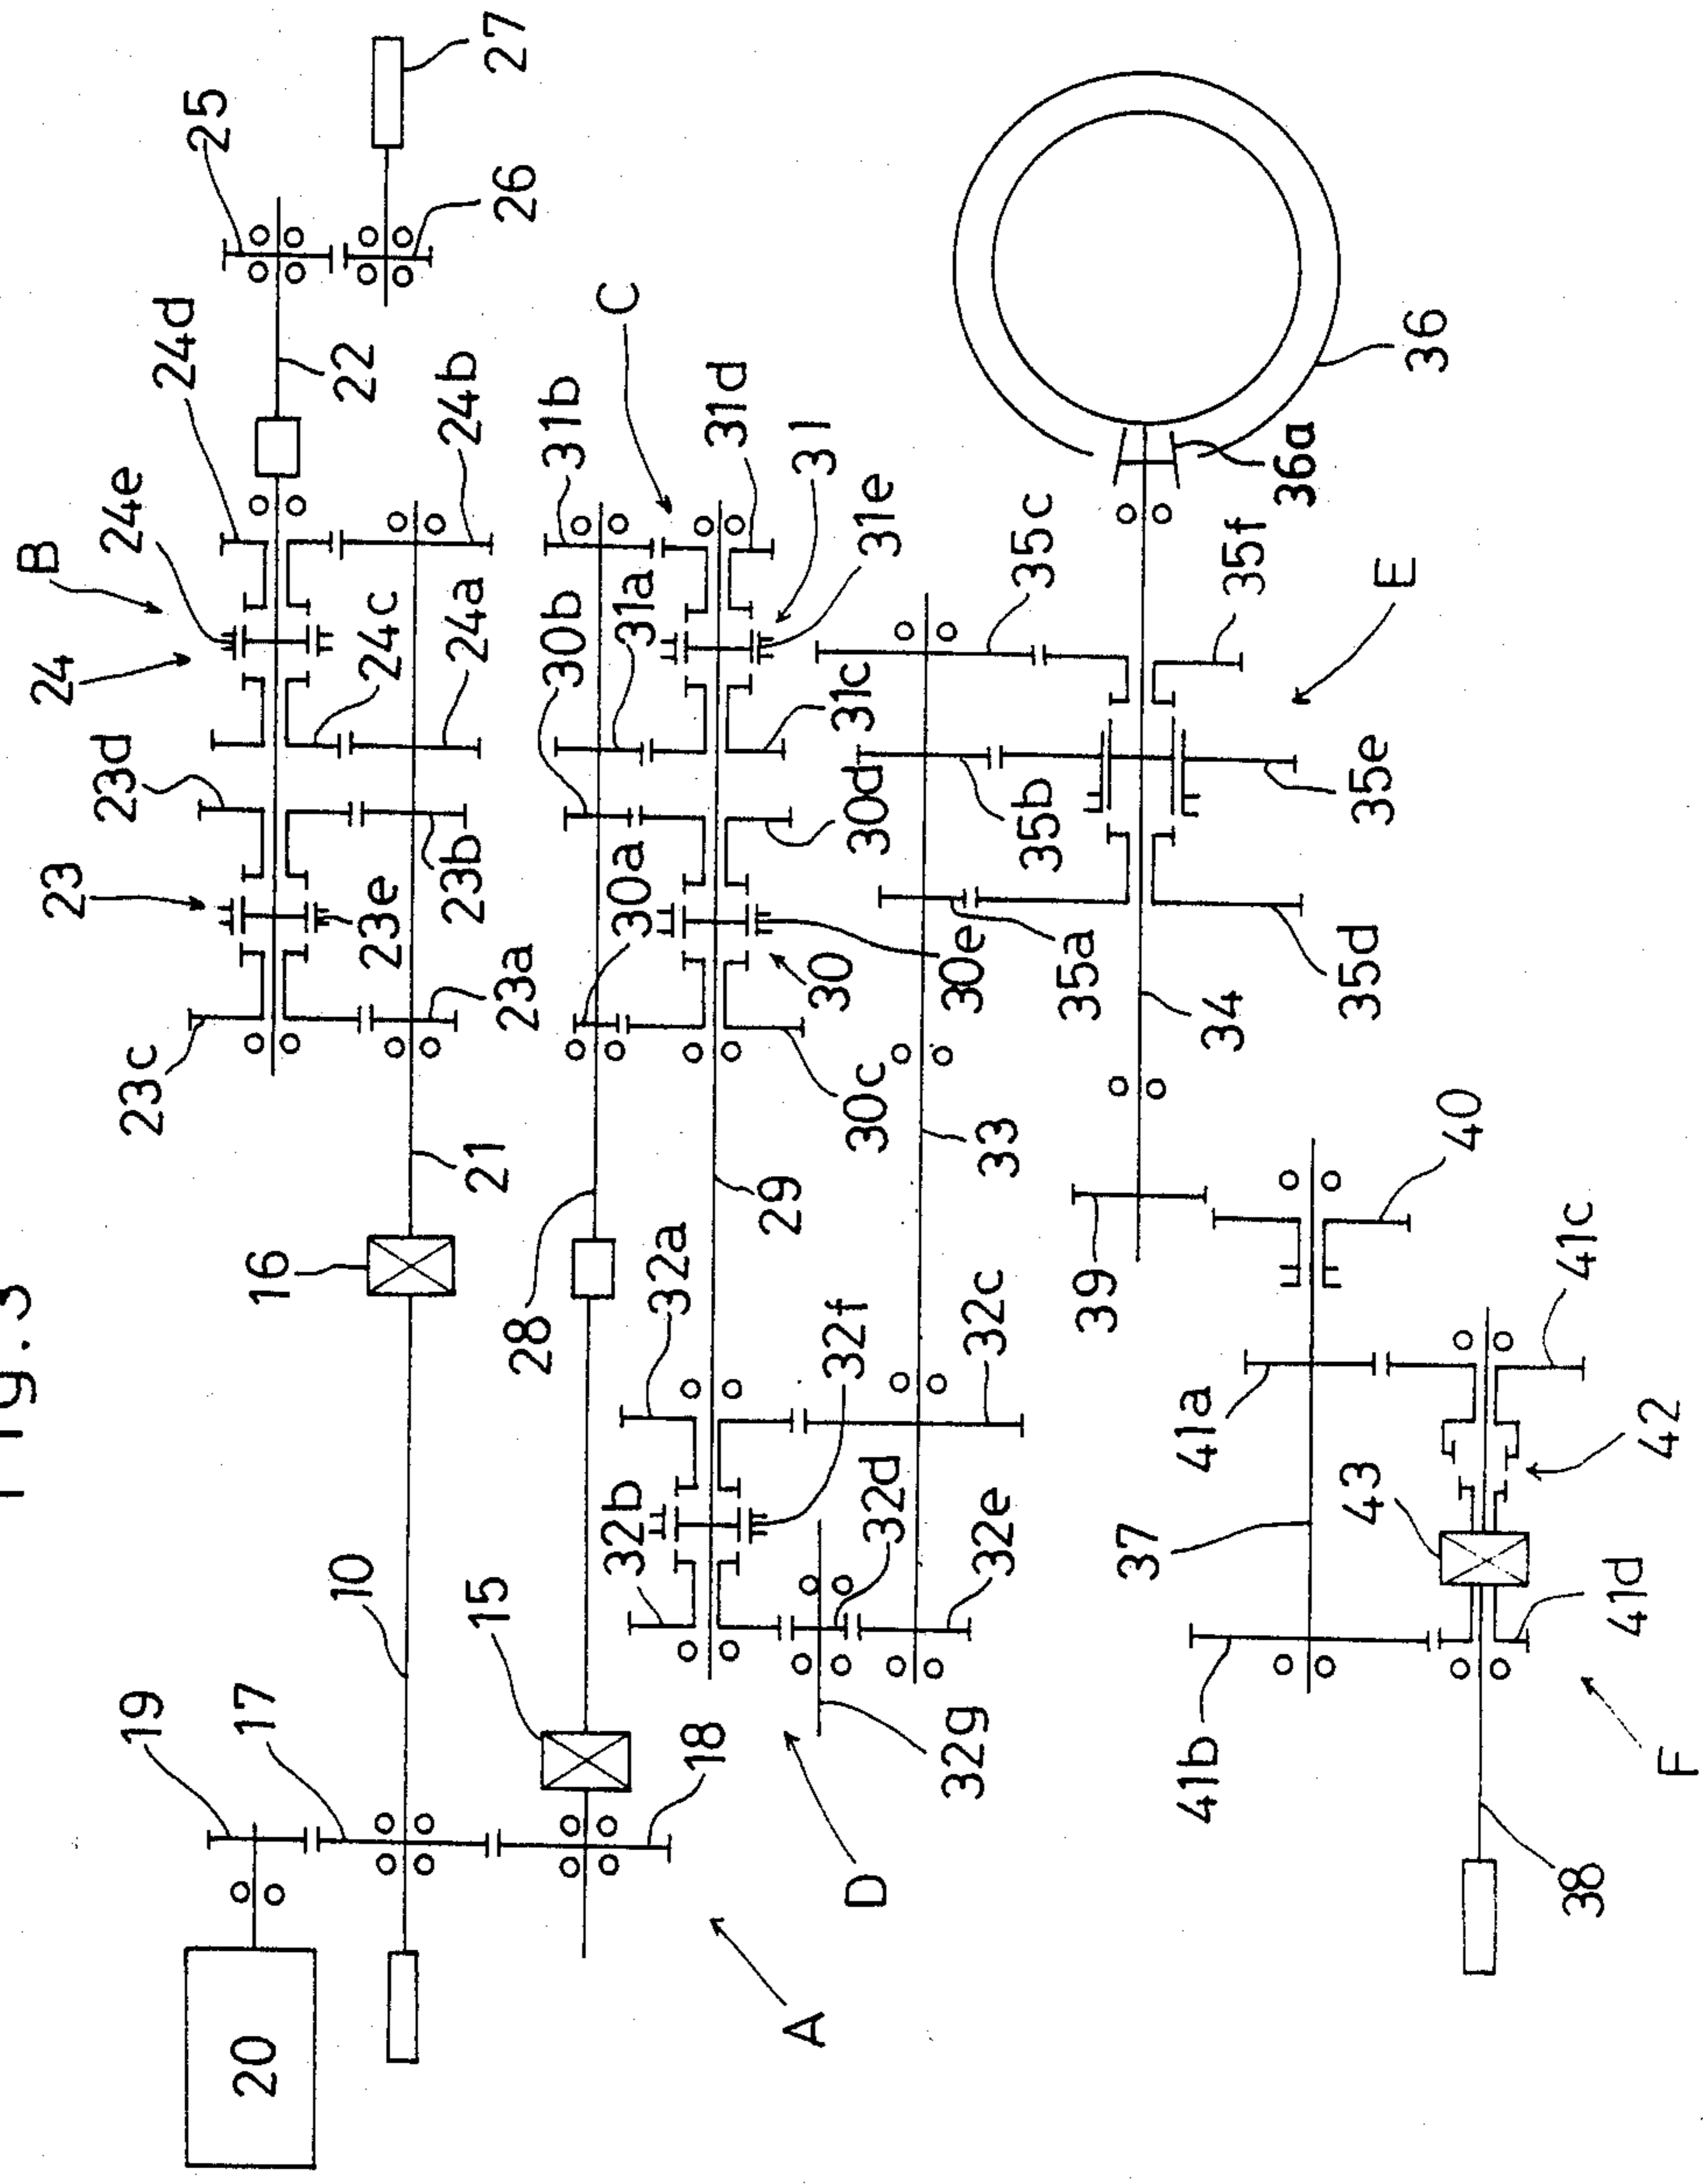 Fig. 3
27
25
26
24d
22
24b
B
24e
24
24c
24a
23d
23
23b
23e
23a
23c
21
16
10
19
17
20
C
31b
31d
31
31e
30b
31a
31c
30a
30d
30e
30
30c
28
29
32a
32f
32c
32b
32d
32e
15
18
32g
D
A
36
36a
35c
35f
E
35b
35e
35a
35d
34
33
40
39
41c
41a
42
43
37
41d
41b
F
38